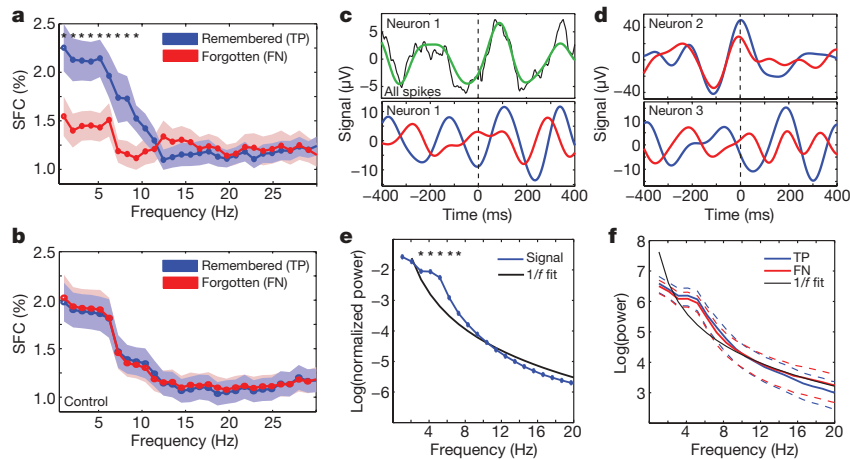 a
**********
Remembered (TP)
Forgotten (FN)
SFC (%)
2.5
2.0
1.5
1.0
5 10 15 20 25
Frequency (Hz)
b
Remembered (TP)
Forgotten (FN)
SFC (%)
2.5
2.0
1.5
1.0
Control
5 10 15 20 25
Frequency (Hz)
c
Neuron 1
5
0
-5
All spikes
Signal (μV)
Neuron 1
10
0
-10
-400 -200 0 200 400
Time (ms)
d
Neuron 2
40
0
-40
Signal (μV)
Neuron 3
10
0
-10
-400 -200 0 200 400
Time (ms)
e
*****
Signal
1/f fit
Log(normalized power)
-2
-3
-4
-5
-6
4 8 12 16 20
Frequency (Hz)
f
TP
FN
1/f fit
Log(power)
8
7
6
5
4
3
0 4 8 12 16 20
Frequency (Hz)